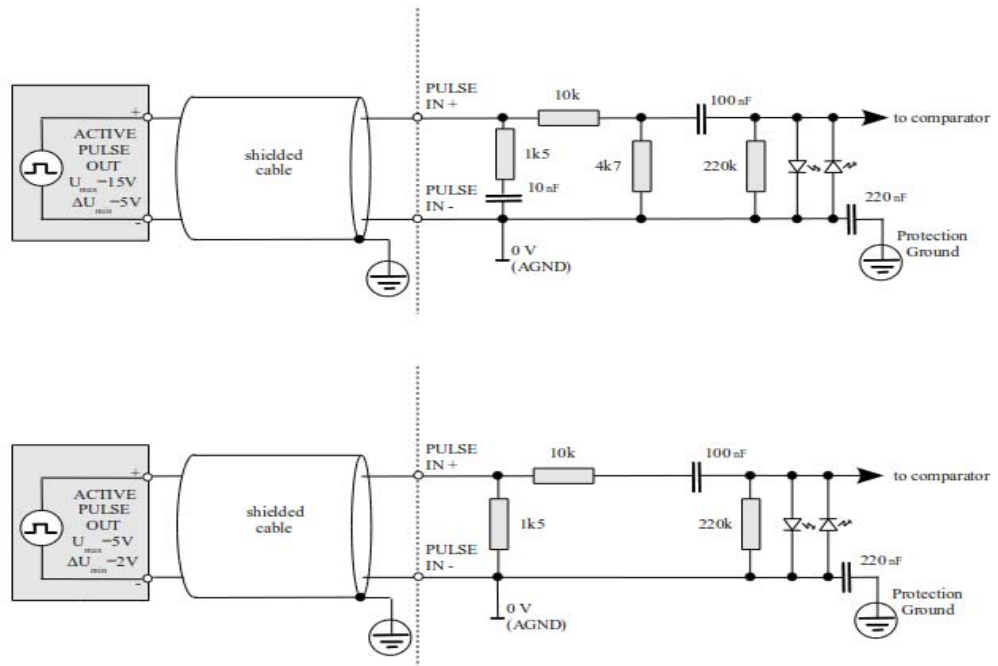 PULSE
IN +
10k
100 nF
to comparator
+
ACTIVE
PULSE
OUT
Umax=15V
ΔUmin=5V
-
shielded
cable
1k5
10 nF
4k7
220k
PULSE
IN -
220 nF
0 V
(AGND)
Protection
Ground
PULSE
IN +
10k
100 nF
to comparator
+
ACTIVE
PULSE
OUT
Umax=5V
ΔUmin=2V
-
shielded
cable
1k5
220k
PULSE
IN -
220 nF
0 V
(AGND)
Protection
Ground